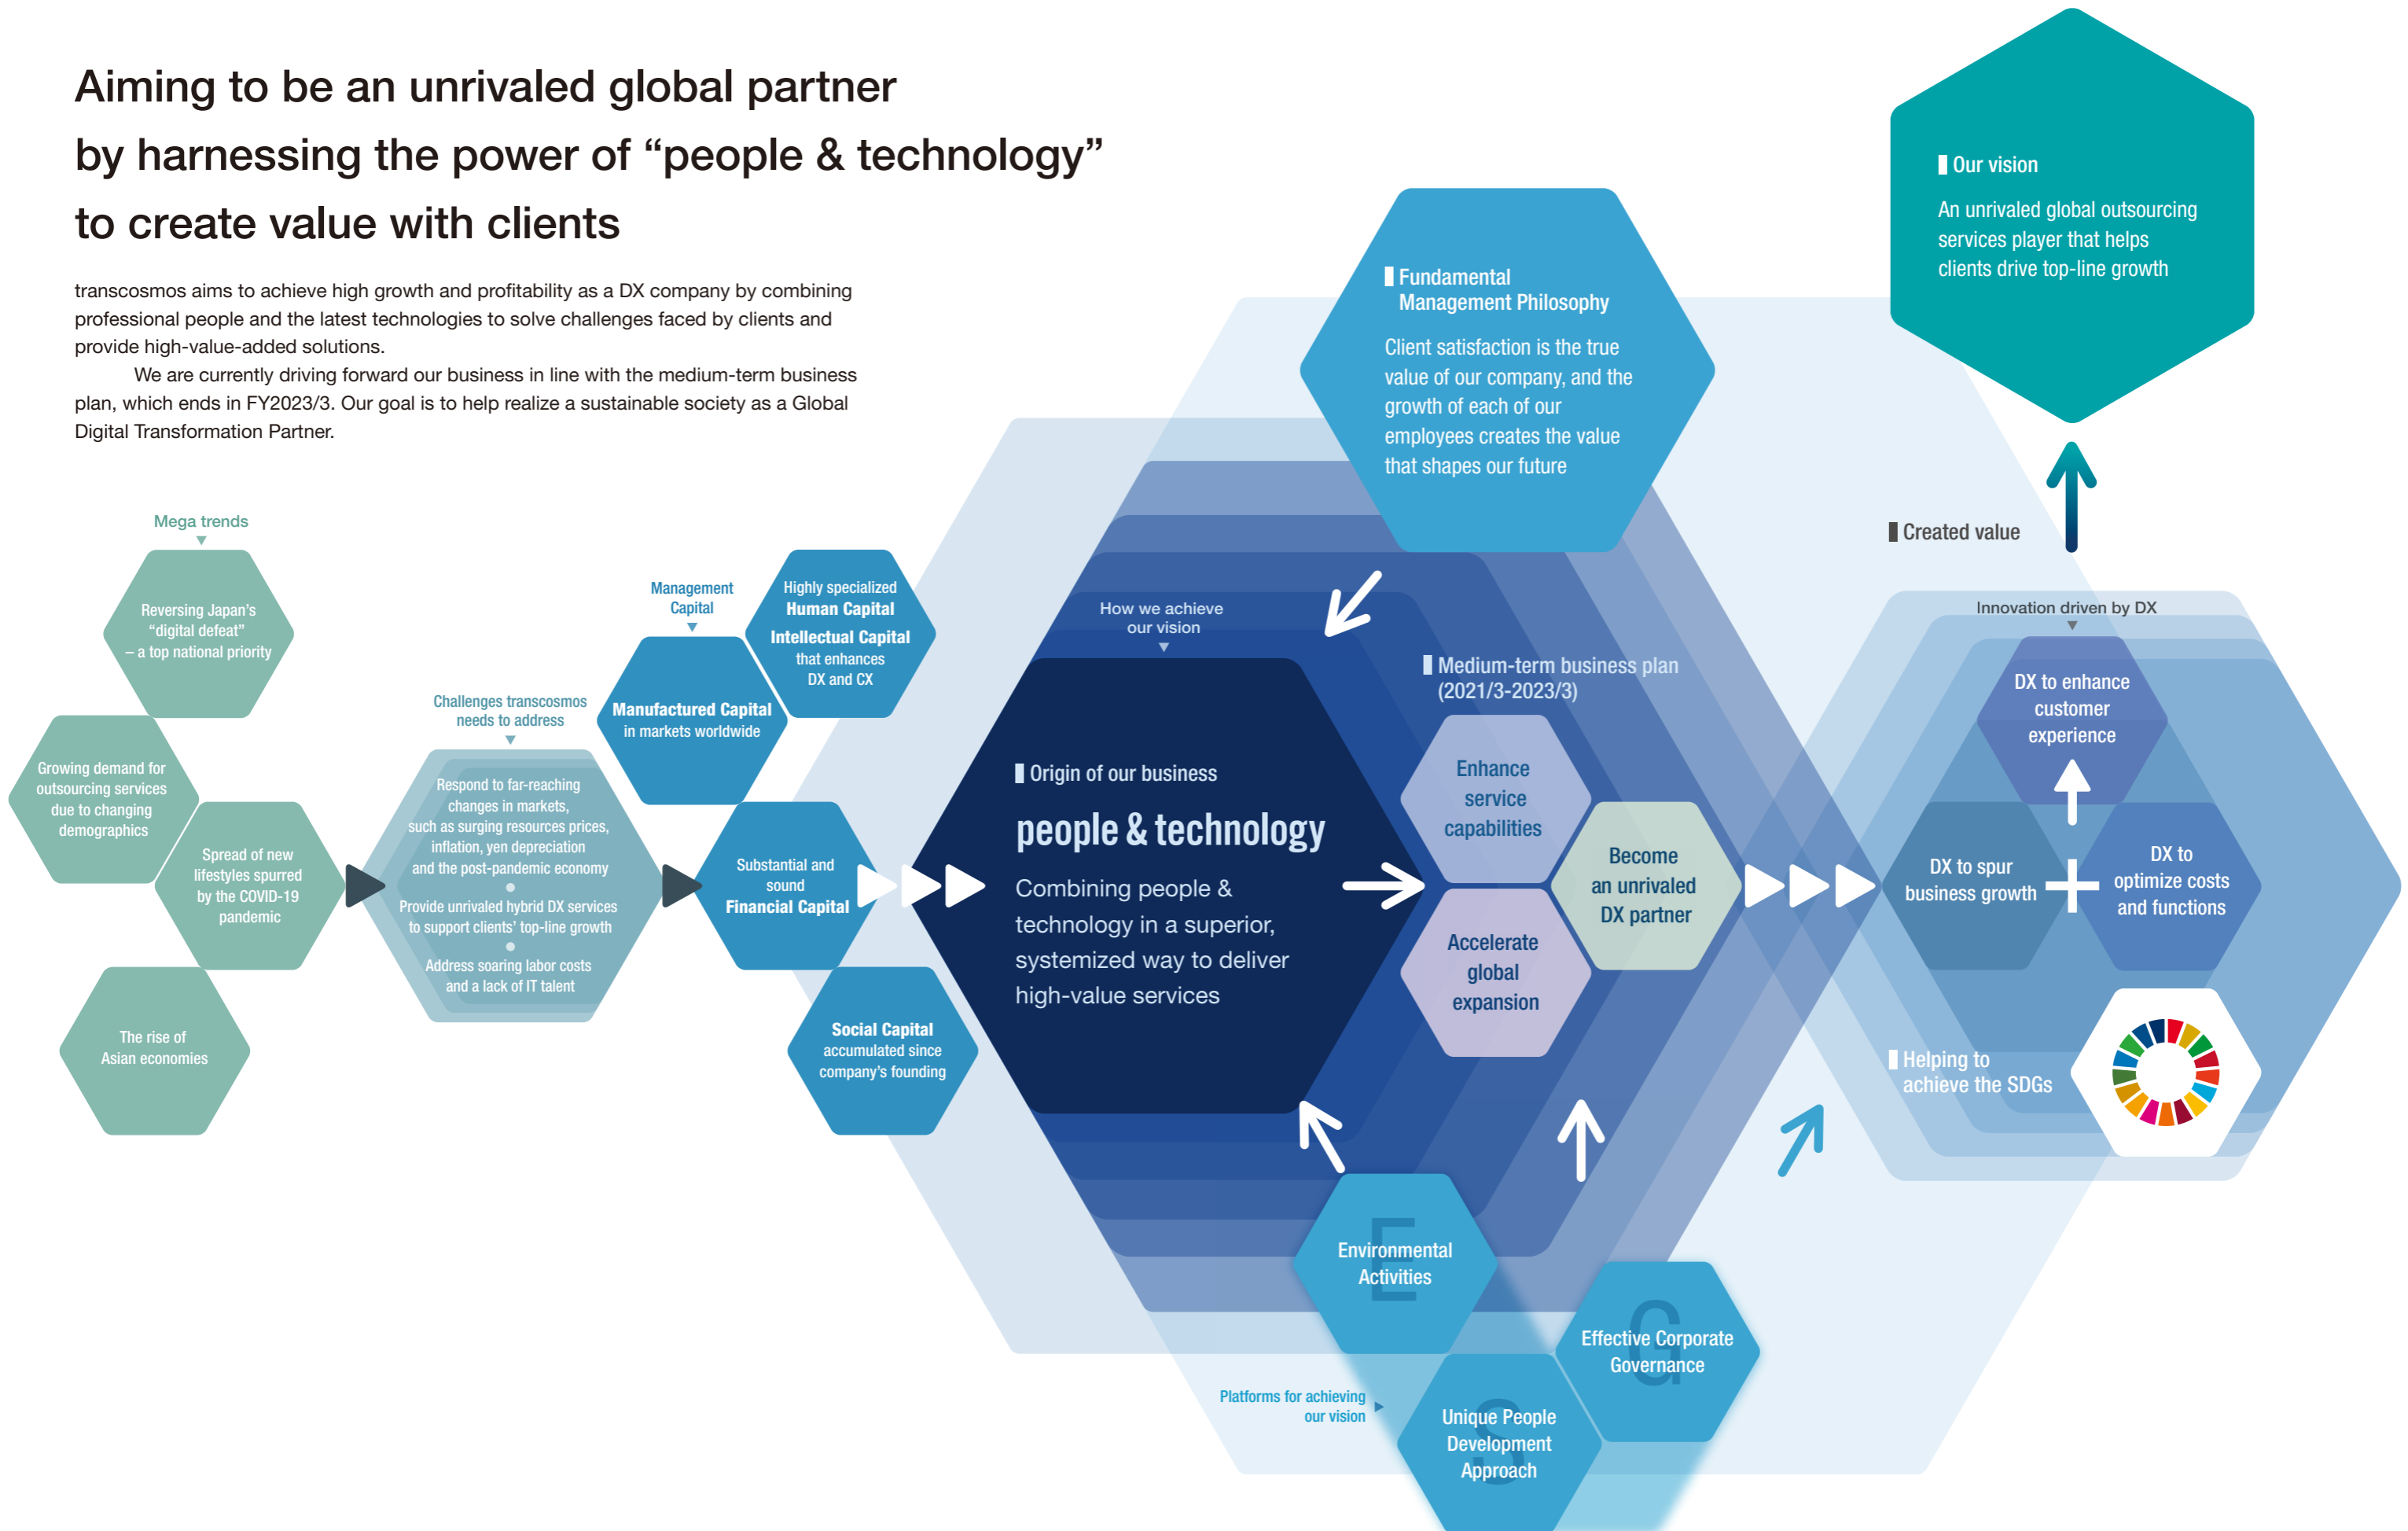 Aiming to be an unrivaled global partner
by harnessing the power of “people & technology”
to create value with clients
transcosmos aims to achieve high growth and profitability as a DX company by combining
professional people and the latest technologies to solve challenges faced by clients and
provide high-value-added solutions.
We are currently driving forward our business in line with the medium-term business
plan, which ends in FY2023/3. Our goal is to help realize a sustainable society as a Global
Digital Transformation Partner.
Mega trends
Reversing Japan’s
“digital defeat”
– a top national priority
Growing demand for
outsourcing services
due to changing
demographics
Spread of new
lifestyles spurred
by the COVID-19
pandemic
The rise of
Asian economies
Challenges transcosmos
needs to address
Respond to far-reaching
changes in markets,
such as surging resources prices,
inflation, yen depreciation
and the post-pandemic economy
Provide unrivaled hybrid DX services
to support clients’ top-line growth
Address soaring labor costs
and a lack of IT talent
Management
Capital
Highly specialized
Human Capital
Intellectual Capital
that enhances
DX and CX
Manufactured Capital
in markets worldwide
Substantial and
sound
Financial Capital
Social Capital
accumulated since
company’s founding
How we achieve
our vision
Origin of our business
people & technology
Combining people &
technology in a superior,
systemized way to deliver
high-value services
Fundamental
Management Philosophy
Client satisfaction is the true
value of our company, and the
growth of each of our
employees creates the value
that shapes our future
Medium-term business plan
(2021/3-2023/3)
Enhance
service
capabilities
Become
an unrivaled
DX partner
Accelerate
global
expansion
Platforms for achieving
our vision
E
Environmental
Activities
S
Unique People
Development
Approach
G
Effective Corporate
Governance
Our vision
An unrivaled global outsourcing
services player that helps
clients drive top-line growth
Created value
Innovation driven by DX
DX to enhance
customer
experience
DX to spur
business growth
DX to
optimize costs
and functions
Helping to
achieve the SDGs